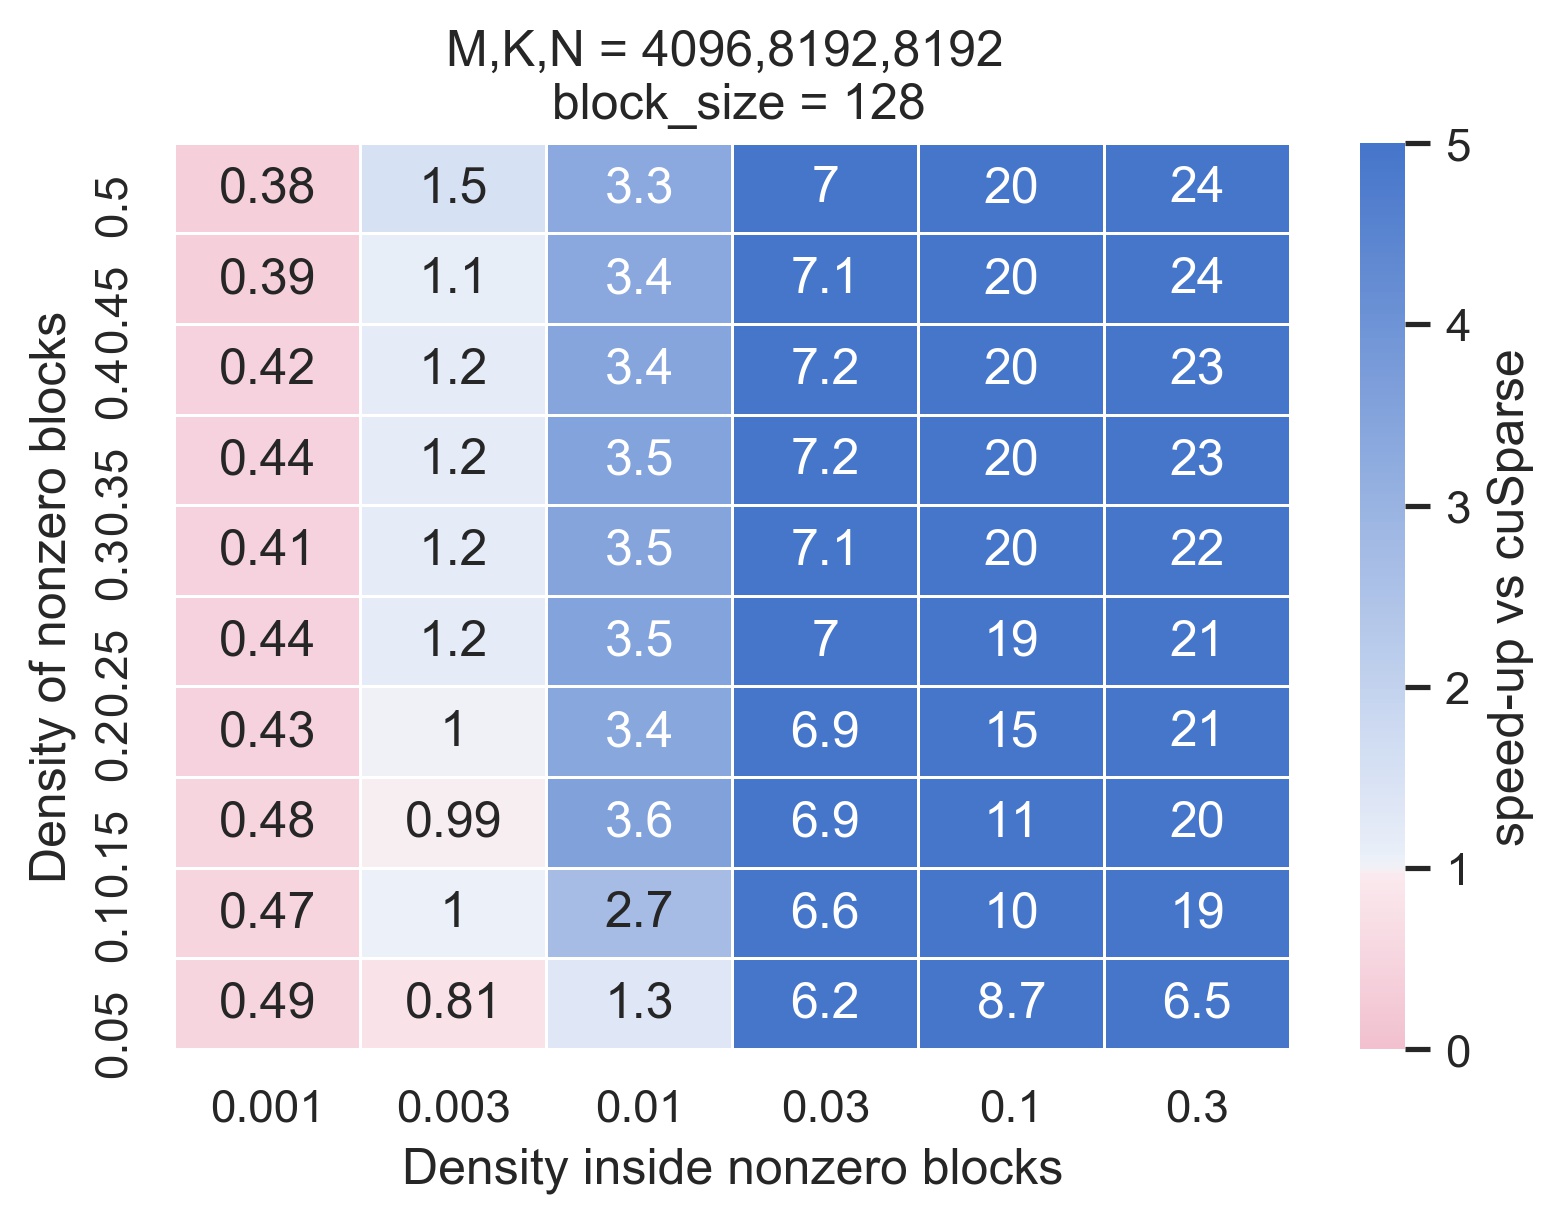 M,K,N = 4096,8192,8192
block_size = 128
Density of nonzero blocks
0.5 0.38 1.5 3.3 7 20 24
0.45 0.39 1.1 3.4 7.1 20 24
0.4 0.42 1.2 3.4 7.2 20 23
0.35 0.44 1.2 3.5 7.2 20 23
0.3 0.41 1.2 3.5 7.1 20 22
0.25 0.44 1.2 3.5 7 19 21
0.2 0.43 1 3.4 6.9 15 21
0.15 0.48 0.99 3.6 6.9 11 20
0.1 0.47 1 2.7 6.6 10 19
0.05 0.49 0.81 1.3 6.2 8.7 6.5
0.001 0.003 0.01 0.03 0.1 0.3
Density inside nonzero blocks
5
4
3
2
1
0
speed-up vs cuSparse